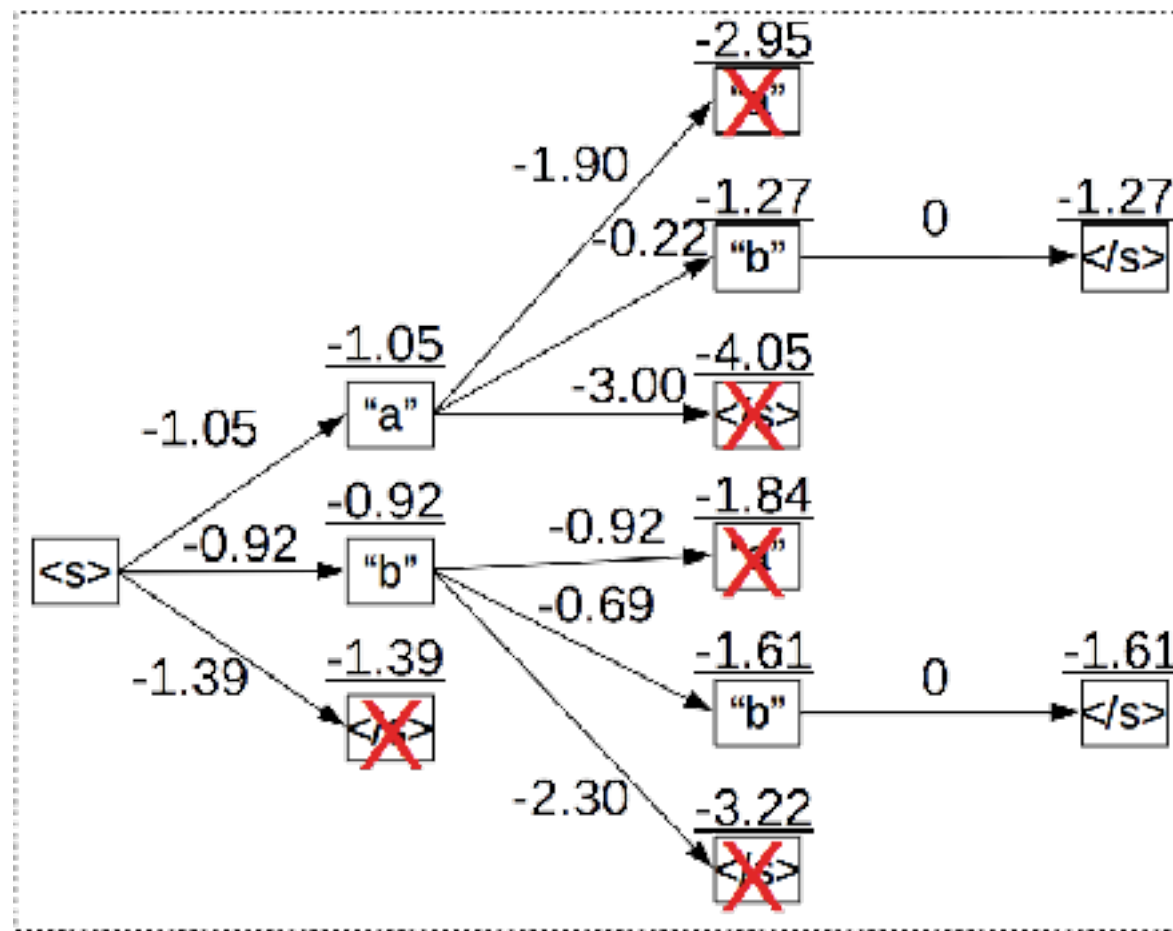 -2.95
"a"
-1.90
-1.27
0
-1.27
-0.22
"b"
</s>
-1.05
-4.05
-3.00
"a"
</s>
-1.05
-1.84
-0.92
-0.92
"a"
-0.92
<s>
"b"
-0.69
-1.39
-1.39
-1.61
0
-1.61
</s>
"b"
</s>
-2.30
-3.22
</s>